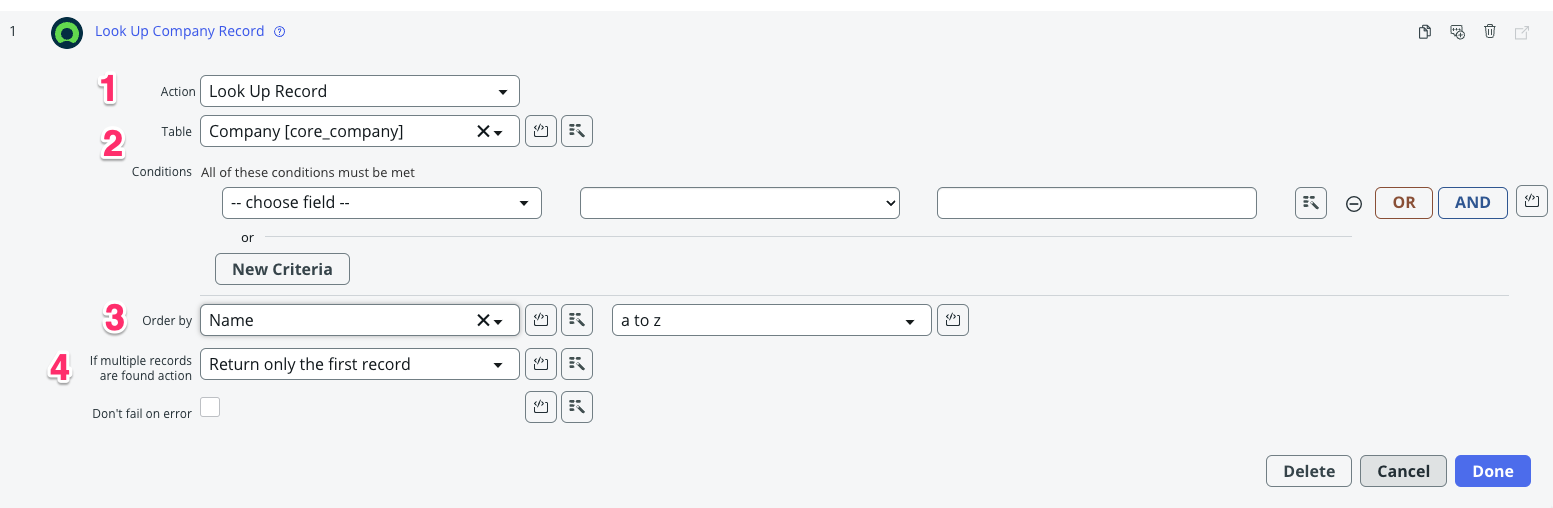 1 Look Up Company Record
1 Action Look Up Record
2 Table Company [core_company]
Conditions All of these conditions must be met
-- choose field -- OR AND
or
New Criteria
3 Order by Name a to z
4 If multiple records
are found action Return only the first record
Don't fail on error
Delete Cancel Done